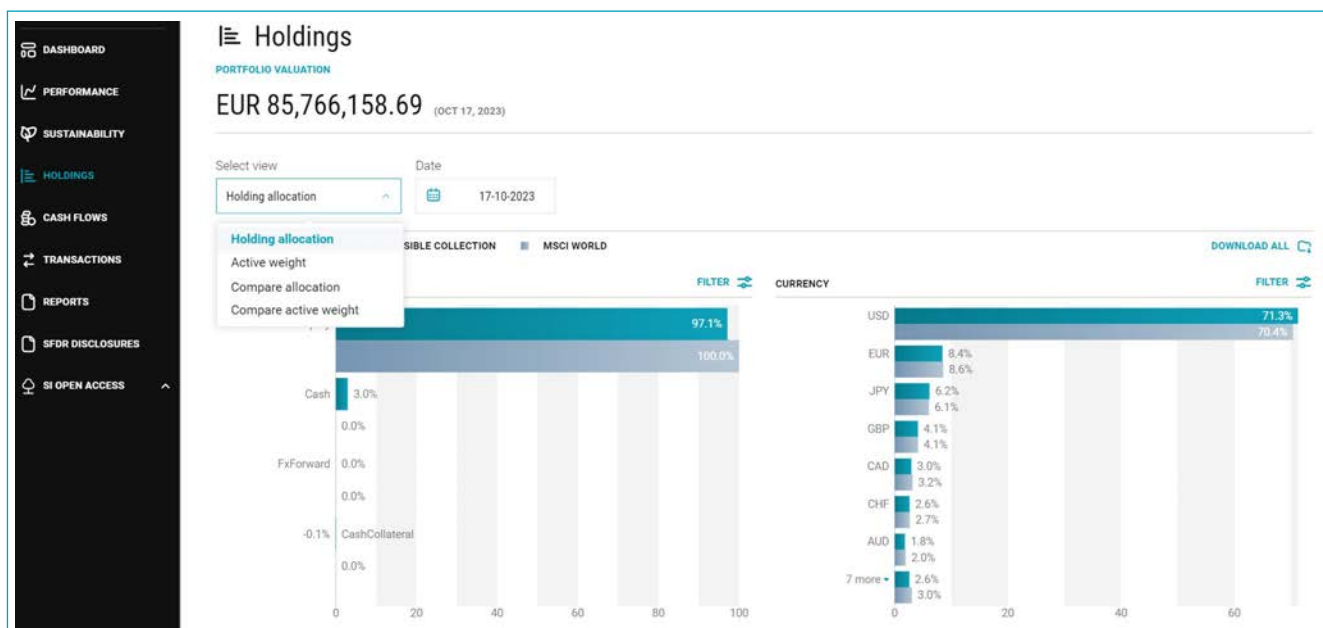 DASHBOARD
PERFORMANCE
SUSTAINABILITY
HOLDINGS
CASH FLOWS
TRANSACTIONS
REPORTS
SFDR DISCLOSURES
SI OPEN ACCESS
Holdings
PORTFOLIO VALUATION
EUR 85,766,158.69 (OCT 17, 2023)
Select view Date
Holding allocation 17-10-2023
Holding allocation
Active weight
Compare allocation
Compare active weight
SIBLE COLLECTION MSCI WORLD DOWNLOAD ALL
FILTER
97.1%
100.0%
Cash 3.0%
0.0%
FxForward 0.0%
0.0%
-0.1% CashCollateral
0.0%
0 20 40 60 80 100
CURRENCY FILTER
USD 71.3%
70.4%
EUR 8.4%
8.6%
JPY 6.2%
6.1%
GBP 4.1%
4.1%
CAD 3.0%
3.2%
CHF 2.6%
2.7%
AUD 1.8%
2.0%
7 more 2.6%
3.0%
0 20 40 60